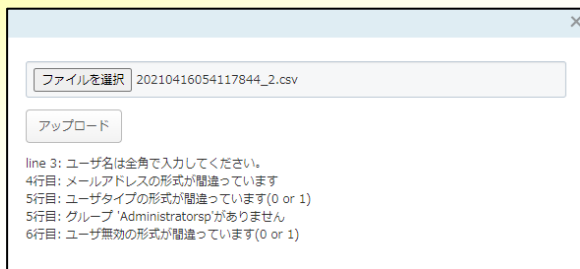 ×
ファイルを選択 20210416054117844_2.csv
アップロード
line 3: ユーザ名は全角で入力してください。
4行目: メールアドレスの形式が間違っています
5行目: ユーザタイプの形式が間違っています(0 or 1)
5行目: グループ 'Administratorsp'がありません
6行目: ユーザ無効の形式が間違っています(0 or 1)